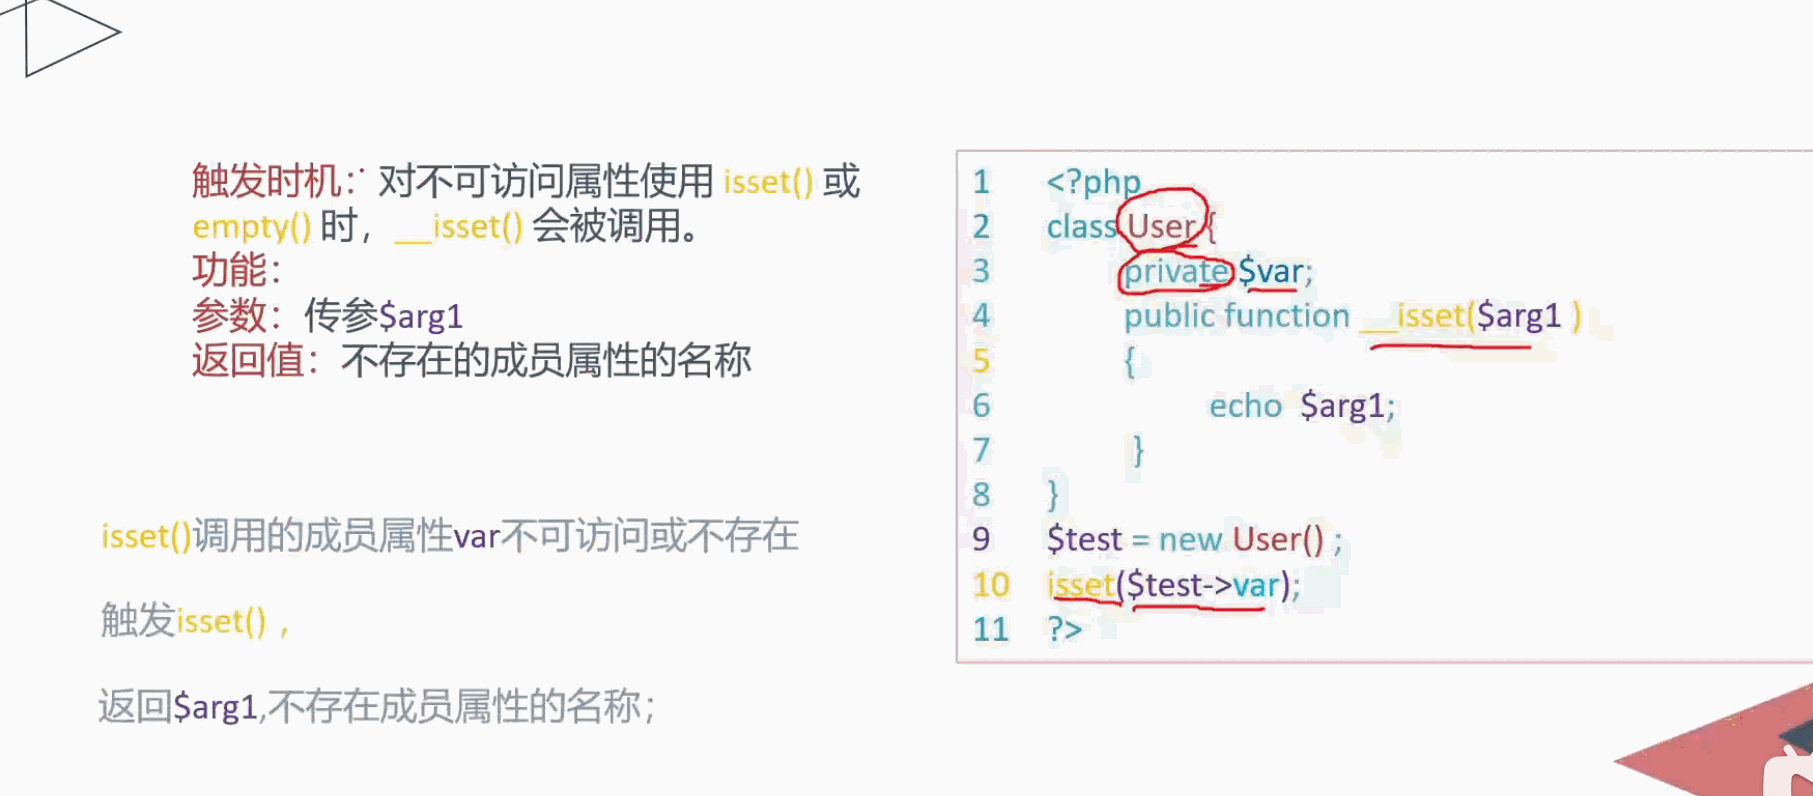 触发时机：对不可访问属性使用 isset() 或
empty() 时，__isset() 会被调用。
功能：
参数：传参$arg1
返回值：不存在的成员属性的名称
isset()调用的成员属性var不可访问或不存在
触发isset()，
返回$arg1,不存在成员属性的名称；
1 <?php
2 class User {
3 private $var;
4 public function __isset($arg1 )
5 {
6 echo $arg1;
7 }
8 }
9 $test = new User() ;
10 isset($test->var);
11 ?>